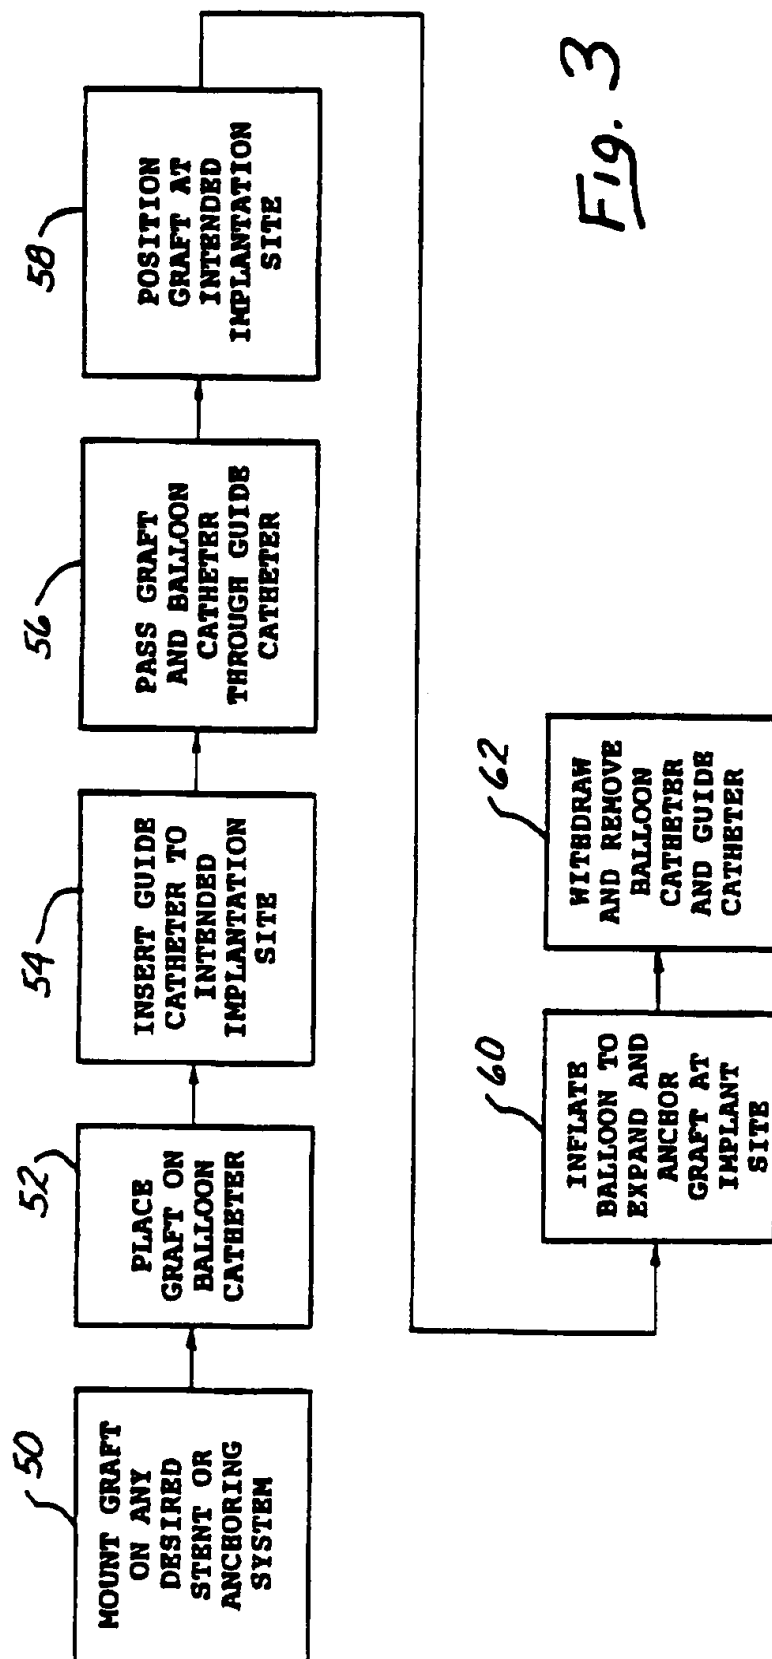 50
MOUNT GRAFT
ON ANY
DESIRED
STENT OR
ANCHORING
SYSTEM
52
PLACE
GRAFT ON
BALLOON
CATHETER
54
INSERT GUIDE
CATHETER TO
INTENDED
IMPLANTATION
SITE
56
PASS GRAFT
AND BALLOON
CATHETER
THROUGH GUIDE
CATHETER
58
POSITION
GRAFT AT
INTENDED
IMPLANTATION
SITE
60
INFLATE
BALLOON TO
EXPAND AND
ANCHOR
GRAFT AT
IMPLANT
SITE
62
WITHDRAW
AND REMOVE
BALLOON
CATHETER
AND GUIDE
CATHETER
Fig. 3